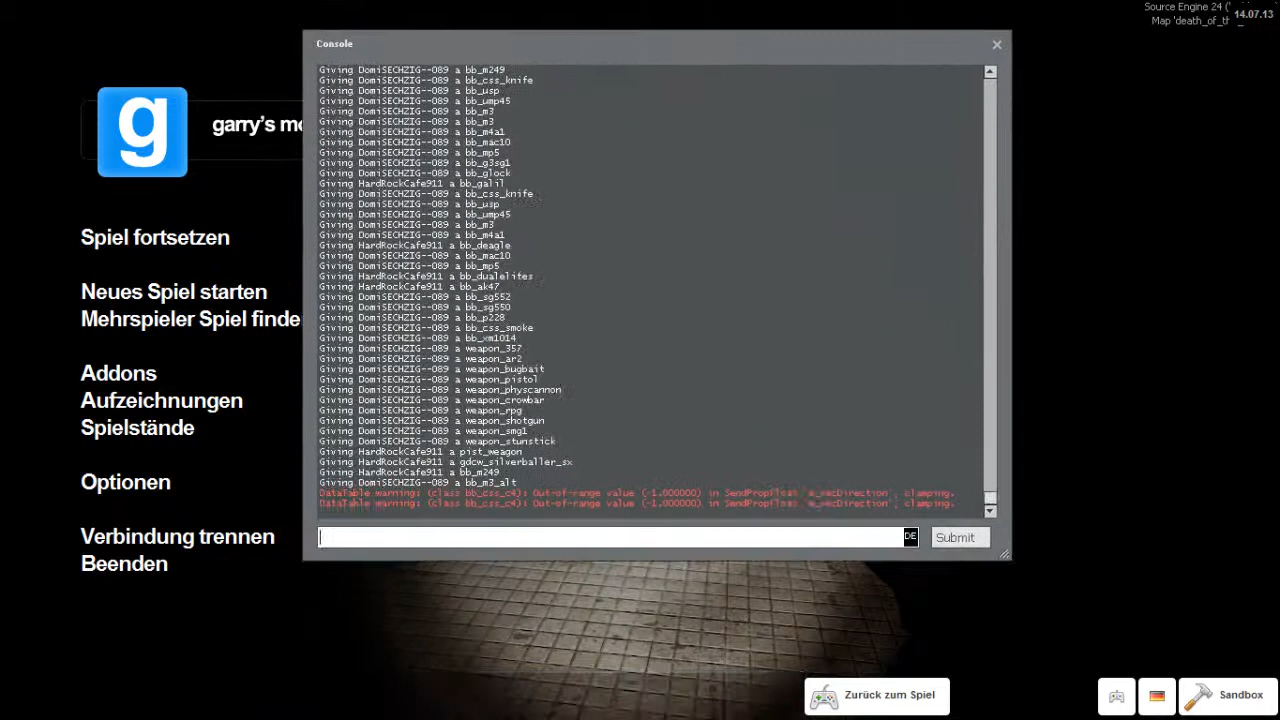 Source Engine 24 ('
14.07.13
Map 'death_of_th
Console
Giving DomiSECHZIG--089 a bb_m249
Giving DomiSECHZIG--089 a bb_css_knife
Giving DomiSECHZIG--089 a bb_usp
Giving DomiSECHZIG--089 a bb_ump45
Giving DomiSECHZIG--089 a bb_m3
Giving DomiSECHZIG--089 a bb_m3
Giving DomiSECHZIG--089 a bb_m4a1
Giving DomiSECHZIG--089 a bb_mac10
Giving DomiSECHZIG--089 a bb_mp5
Giving DomiSECHZIG--089 a bb_g3sg1
Giving DomiSECHZIG--089 a bb_glock
Giving HardRockCafe911 a bb_galil
Giving DomiSECHZIG--089 a bb_css_knife
Giving DomiSECHZIG--089 a bb_usp
Giving DomiSECHZIG--089 a bb_ump45
Giving DomiSECHZIG--089 a bb_m3
Giving DomiSECHZIG--089 a bb_m4a1
Giving HardRockCafe911 a bb_deagle
Giving DomiSECHZIG--089 a bb_mac10
Giving DomiSECHZIG--089 a bb_mp5
Giving HardRockCafe911 a bb_dualelites
Giving HardRockCafe911 a bb_ak47
Giving DomiSECHZIG--089 a bb_sg552
Giving DomiSECHZIG--089 a bb_sg550
Giving DomiSECHZIG--089 a bb_p228
Giving DomiSECHZIG--089 a bb_css_smoke
Giving DomiSECHZIG--089 a bb_xm1014
Giving DomiSECHZIG--089 a weapon_357
Giving DomiSECHZIG--089 a weapon_ar2
Giving DomiSECHZIG--089 a weapon_bugbait
Giving DomiSECHZIG--089 a weapon_pistol
Giving DomiSECHZIG--089 a weapon_physcannon
Giving DomiSECHZIG--089 a weapon_crowbar
Giving DomiSECHZIG--089 a weapon_rpg
Giving DomiSECHZIG--089 a weapon_shotgun
Giving DomiSECHZIG--089 a weapon_smg1
Giving DomiSECHZIG--089 a weapon_stunstick
Giving HardRockCafe911 a pist_weagon
Giving HardRockCafe911 a gdcw_silverballer_sx
Giving HardRockCafe911 a bb_m249
Giving DomiSECHZIG--089 a bb_m3_alt
DataTable warning: (class bb_css_c4): Out-of-range value (-1.000000) in SendPropFloat 'm_vecDirection', clamping.
DataTable warning: (class bb_css_c4): Out-of-range value (-1.000000) in SendPropFloat 'm_vecDirection', clamping.
DE
Submit
g
garry's mo
Spiel fortsetzen
Neues Spiel starten
Mehrspieler Spiel finde
Addons
Aufzeichnungen
Spielstände
Optionen
Verbindung trennen
Beenden
Zurück zum Spiel
Sandbox